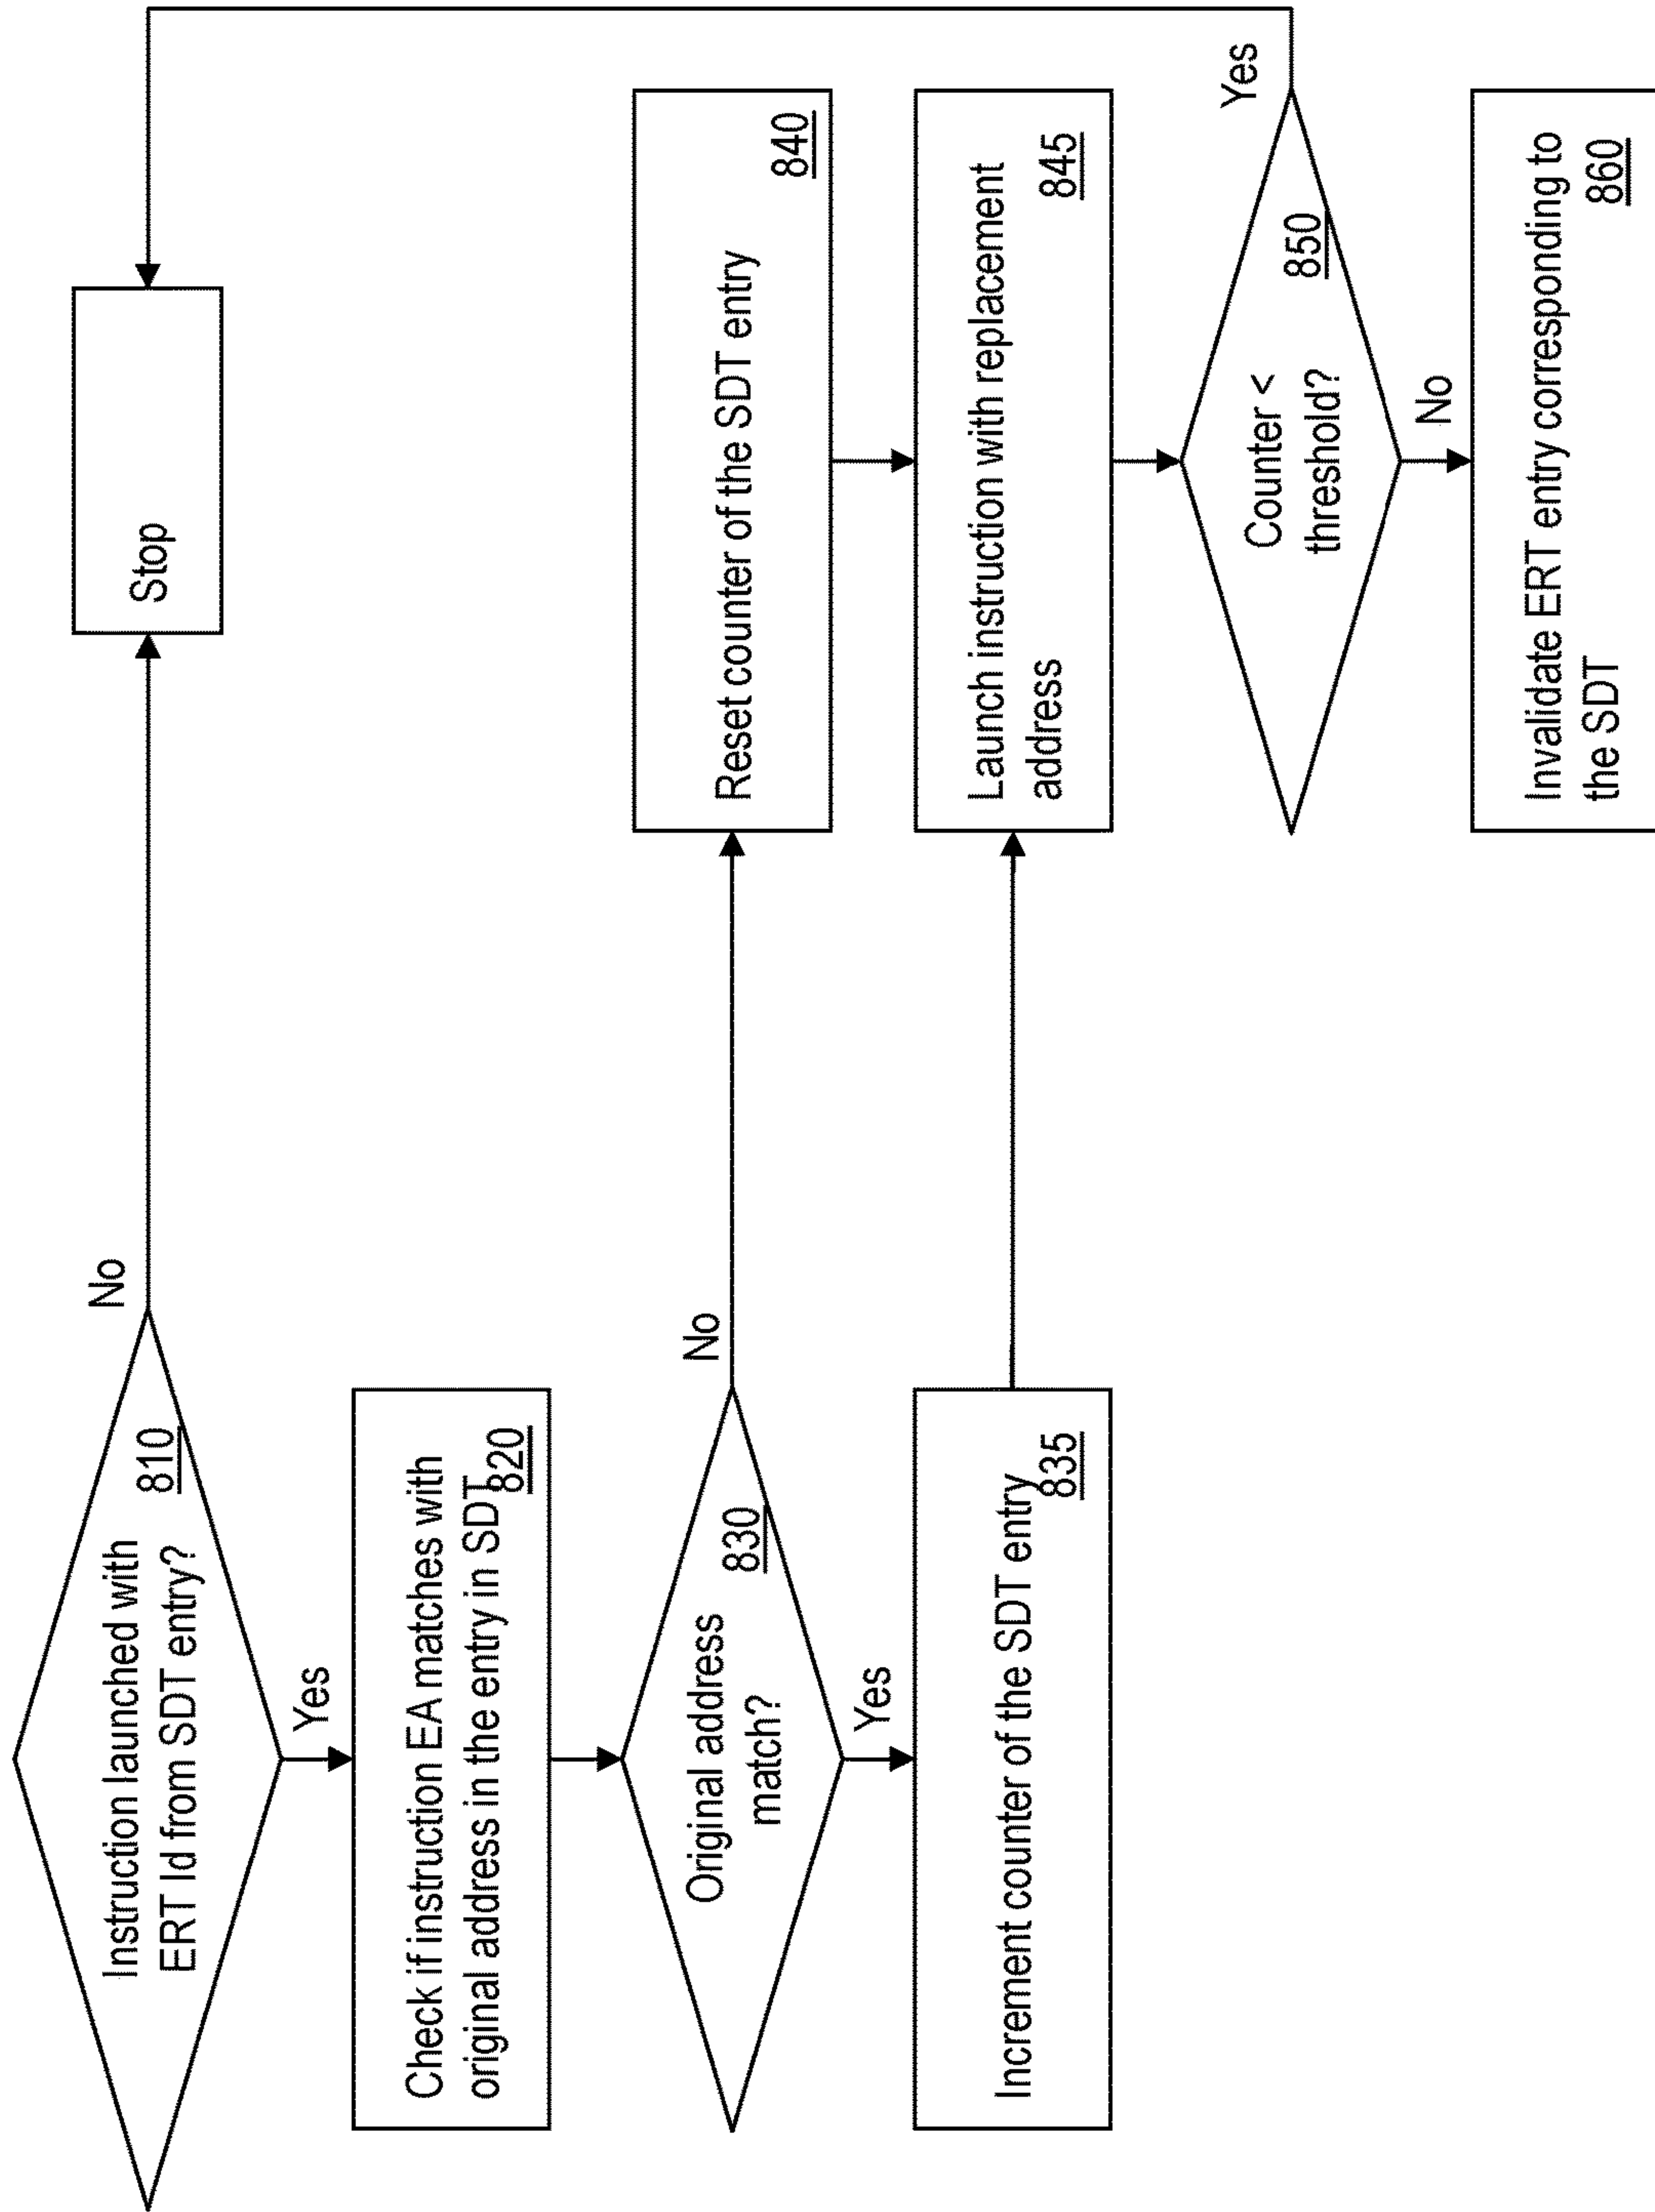 Instruction launched with
ERT Id from SDT entry?
810
No
Stop
Yes
Check if instruction EA matches with
original address in the entry in SDT
820
Original address
match?
830
No
Yes
Increment counter of the SDT entry
835
Reset counter of the SDT entry
840
Launch instruction with replacement
address
845
Counter <
threshold?
850
Yes
No
Invalidate ERT entry corresponding to
the SDT
860